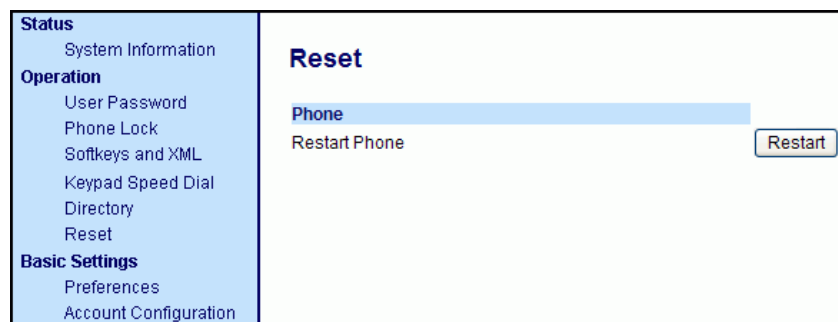 Status
System Information
Operation
User Password
Phone Lock
Softkeys and XML
Keypad Speed Dial
Directory
Reset
Basic Settings
Preferences
Account Configuration
Reset
Phone
Restart Phone
Restart